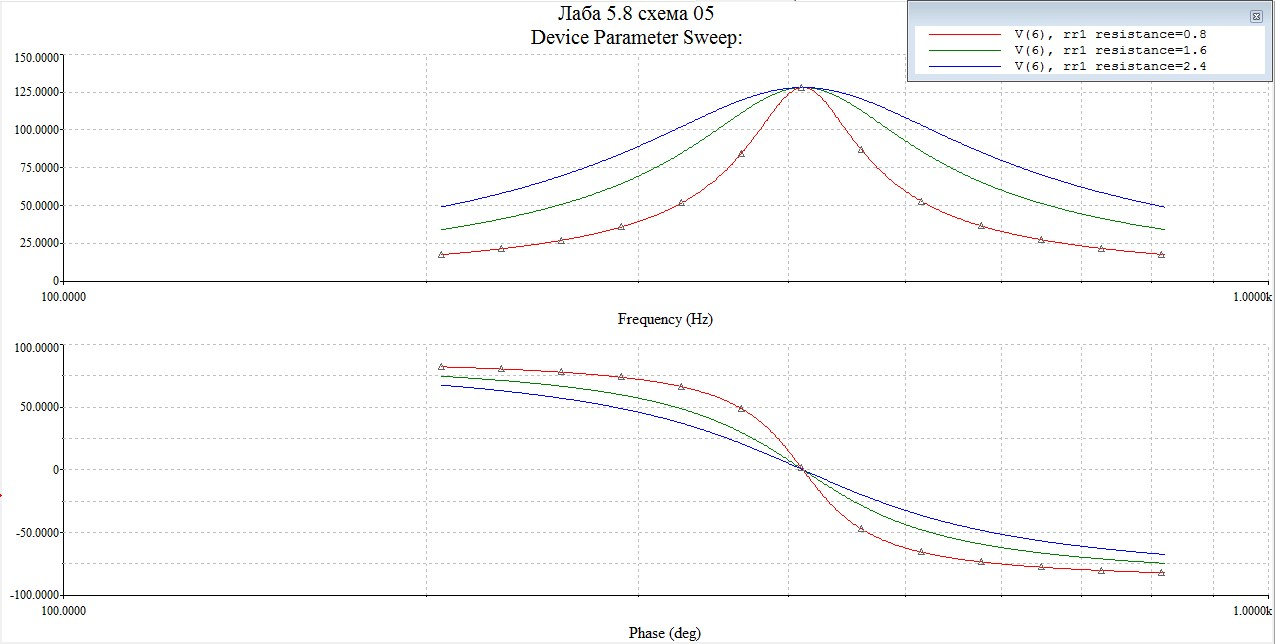 Лаба 5.8 схема 05
Device Parameter Sweep:
V(6), rr1 resistance=0.8
V(6), rr1 resistance=1.6
V(6), rr1 resistance=2.4
150.0000
125.0000
100.0000
75.0000
50.0000
25.0000
0
100.0000
1.0000k
Frequency (Hz)
100.0000
50.0000
0
-50.0000
-100.0000
100.0000
1.0000k
Phase (deg)